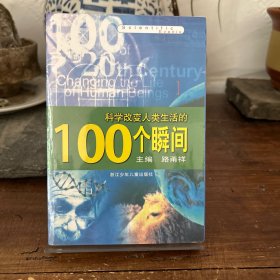 Scientific
100
of
20th Century
Changing the Life
of Human Beings
科学改变人类生活的
100个瞬间
主编 路甬祥
浙江少年儿童出版社